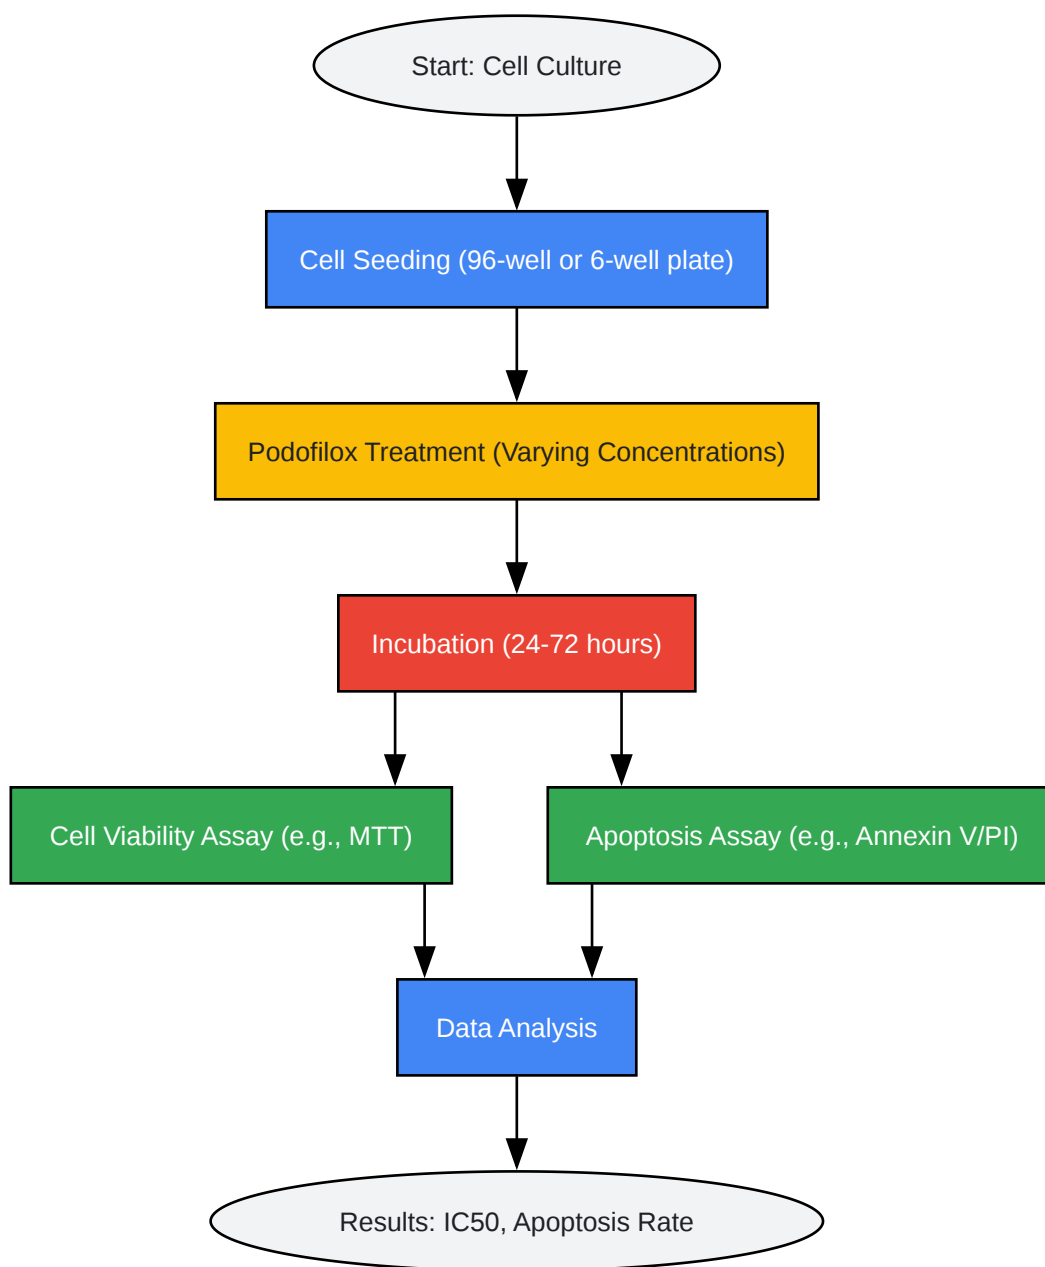 Start: Cell Culture
Cell Seeding (96-well or 6-well plate)
Podofilox Treatment (Varying Concentrations)
Incubation (24-72 hours)
Cell Viability Assay (e.g., MTT)
Apoptosis Assay (e.g., Annexin V/PI)
Data Analysis
Results: IC50, Apoptosis Rate